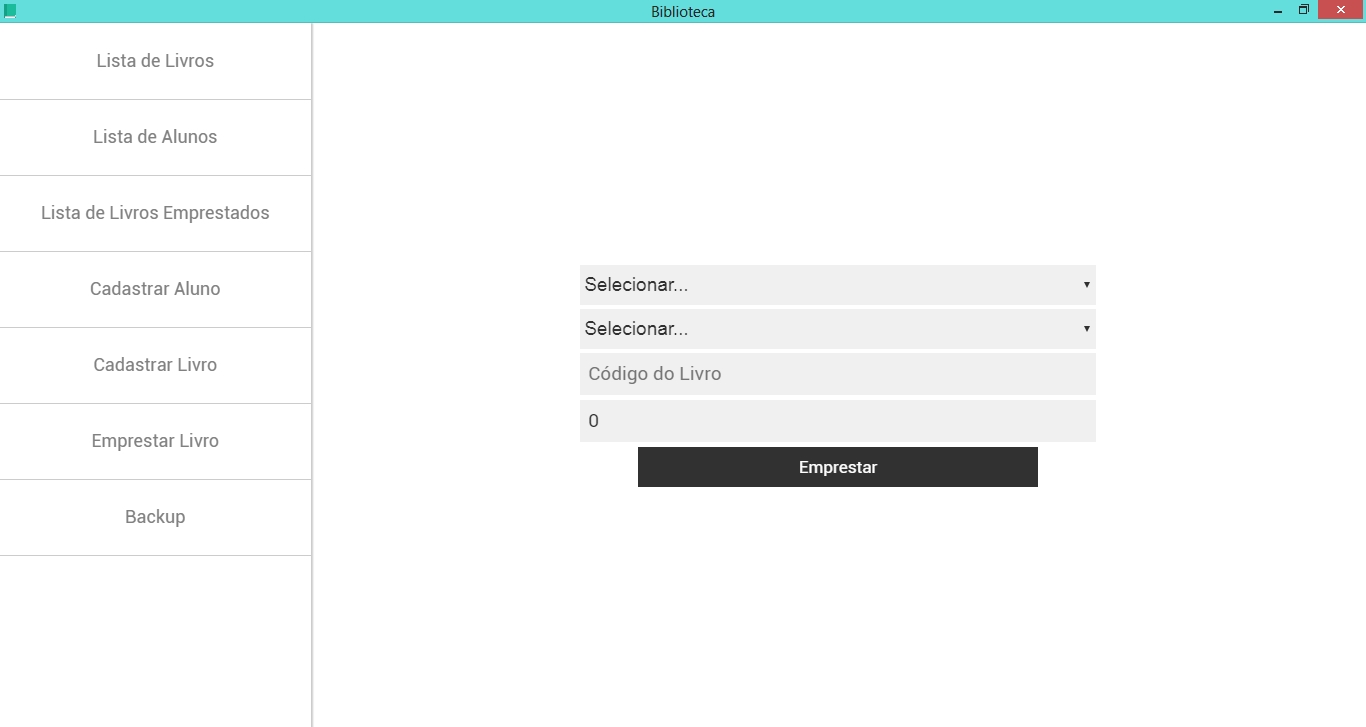 Biblioteca
Lista de Livros
Lista de Alunos
Lista de Livros Emprestados
Cadastrar Aluno
Cadastrar Livro
Emprestar Livro
Backup
Selecionar...
Selecionar...
Código do Livro
0
Emprestar